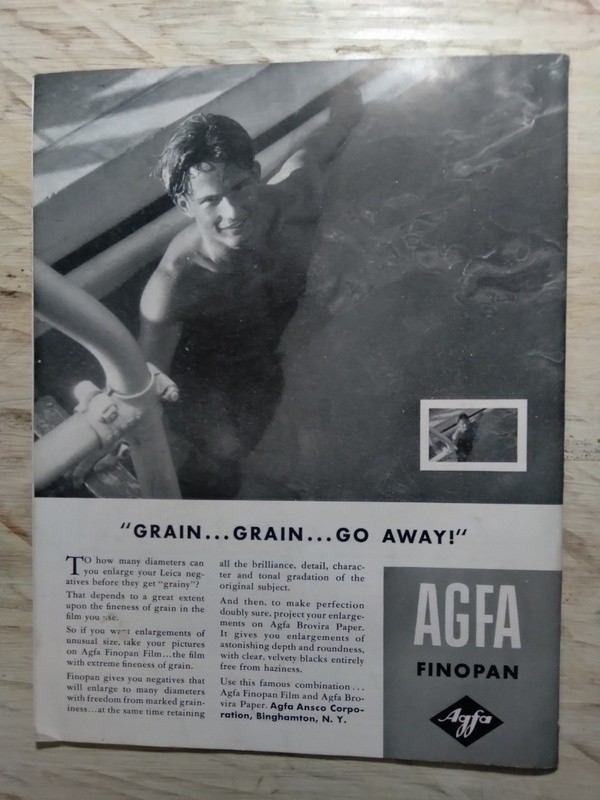 "GRAIN...GRAIN...GO AWAY!"
TO how many diameters can
you enlarge your Leica neg-
atives before they get "grainy"?
That depends to a great extent
upon the fineness of grain in the
film you use.
So if you want enlargements of
unusual size, take your pictures
on Agfa Finopan Film...the film
with extreme fineness of grain.
Finopan gives you negatives that
will enlarge to many diameters
with freedom from marked grain-
iness...at the same time retaining
all the brilliance, detail, charac-
ter and tonal gradation of the
original subject.
And then, to make perfection
doubly sure, project your enlarge-
ments on Agfa Brovira Paper.
It gives you enlargements of
astonishing depth and roundness,
with clear, velvety blacks entirely
free from haziness.
Use this famous combination...
Agfa Finopan Film and Agfa Bro-
vira Paper. Agfa Ansco Corpo-
ration, Binghamton, N. Y.
AGFA
FINOPAN
Agfa